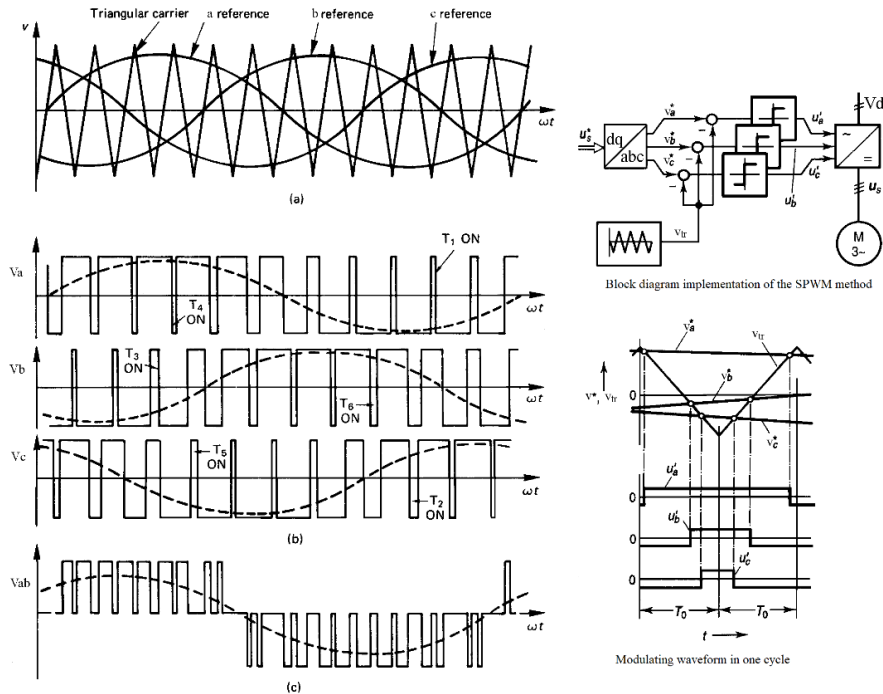 Triangular carrier
a reference
b reference
c reference
v
ωt
(a)
Va
T₁ ON
T₄
ON
ωt
Vb
T₃
ON
T₆
ON
ωt
Vc
T₅
ON
T₂
ON
ωt
(b)
Vab
ωt
(c)
u*s
dq
abc
v*a
v*b
v*c
−
−
−
u'a
u'b
u'c
Vd
~
=
us
M
3~
vtr
Block diagram implementation of the SPWM method
v*a
vtr
v*, vtr
0
v*b
v*c
0
u'a
0
u'b
0
u'c
T₀
T₀
t
Modulating waveform in one cycle